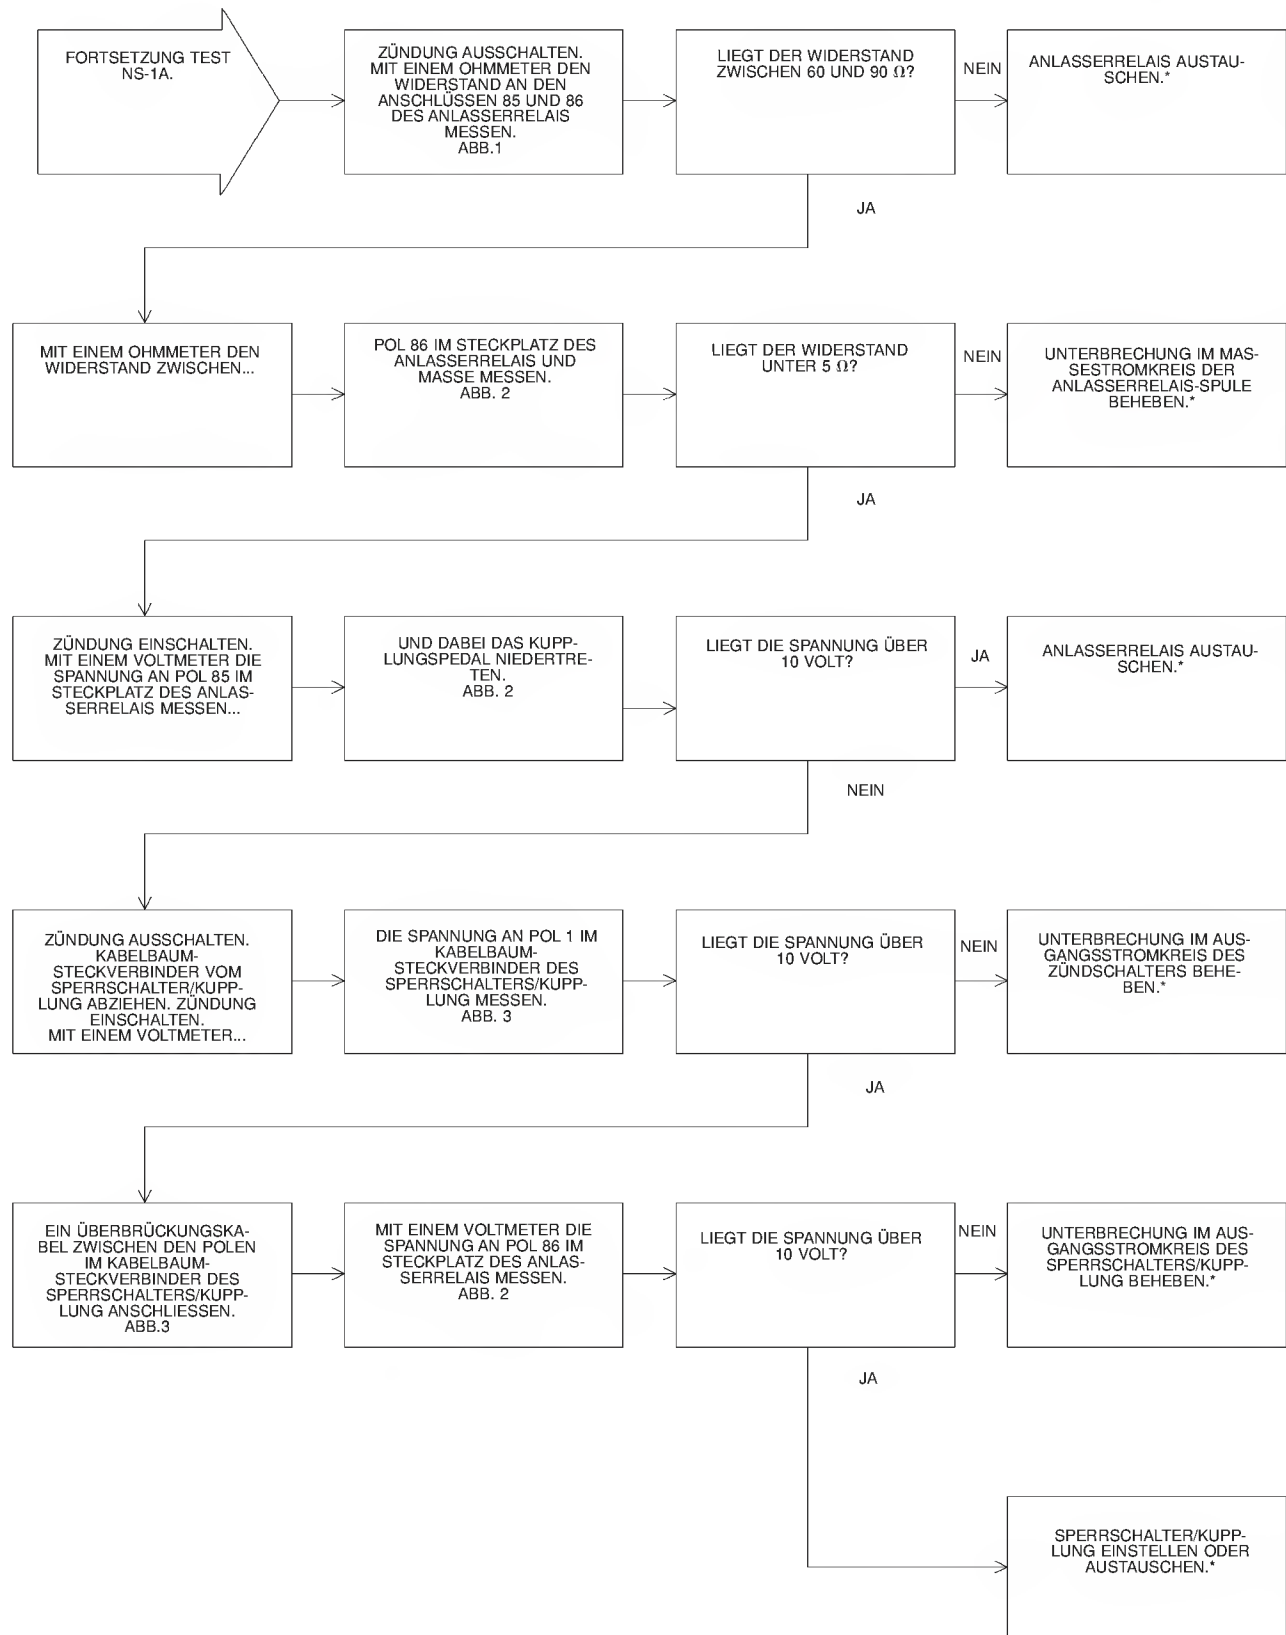 FORTSETZUNG TEST
NS-1A.
ZÜNDUNG AUSSCHALTEN.
MIT EINEM OHMMETER DEN
WIDERSTAND AN DEN
ANSCHLÜSSEN 85 UND 86
DES ANLASSERRELAIS
MESSEN.
ABB.1
LIEGT DER WIDERSTAND
ZWISCHEN 60 UND 90 Ω?
NEIN
ANLASSERRELAIS AUSTAU-
SCHEN.*
JA
MIT EINEM OHMMETER DEN
WIDERSTAND ZWISCHEN...
POL 86 IM STECKPLATZ DES
ANLASSERRELAIS UND
MASSE MESSEN.
ABB. 2
LIEGT DER WIDERSTAND
UNTER 5 Ω?
NEIN
UNTERBRECHUNG IM MAS-
SESTROMKREIS DER
ANLASSERRELAIS-SPULE
BEHEBEN.*
JA
ZÜNDUNG EINSCHALTEN.
MIT EINEM VOLTMETER DIE
SPANNUNG AN POL 85 IM
STECKPLATZ DES ANLAS-
SERRELAIS MESSEN...
UND DABEI DAS KUPP-
LUNGSPEDAL NIEDERTRE-
TEN.
ABB. 2
LIEGT DIE SPANNUNG ÜBER
10 VOLT?
JA
ANLASSERRELAIS AUSTAU-
SCHEN.*
NEIN
ZÜNDUNG AUSSCHALTEN.
KABELBAUM-
STECKVERBINDER VOM
SPERRSCHALTER/KUPP-
LUNG ABZIEHEN. ZÜNDUNG
EINSCHALTEN.
MIT EINEM VOLTMETER...
DIE SPANNUNG AN POL 1 IM
KABELBAUM-
STECKVERBINDER DES
SPERRSCHALTERS/KUPP-
LUNG MESSEN.
ABB. 3
LIEGT DIE SPANNUNG ÜBER
10 VOLT?
NEIN
UNTERBRECHUNG IM AUS-
GANGSSTROMKREIS DES
ZÜNDSCHALTERS BEHE-
BEN.*
JA
EIN ÜBERBRÜCKUNGSKA-
BEL ZWISCHEN DEN POLEN
IM KABELBAUM-
STECKVERBINDER DES
SPERRSCHALTERS/KUPP-
LUNG ANSCHLIESSEN.
ABB.3
MIT EINEM VOLTMETER DIE
SPANNUNG AN POL 86 IM
STECKPLATZ DES ANLAS-
SERRELAIS MESSEN.
ABB. 2
LIEGT DIE SPANNUNG ÜBER
10 VOLT?
NEIN
UNTERBRECHUNG IM AUS-
GANGSSTROMKREIS DES
SPERRSCHALTERS/KUPP-
LUNG BEHEBEN.*
JA
SPERRSCHALTER/KUPP-
LUNG EINSTELLEN ODER
AUSTAUSCHEN.*